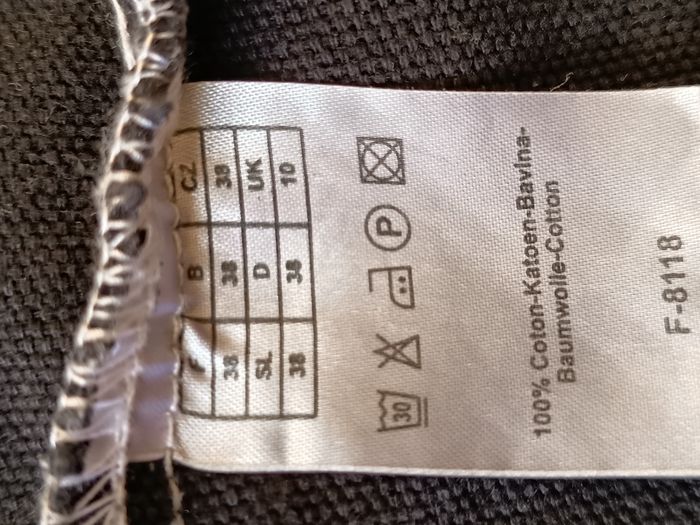 F B CZ
38 38 38
SL D UK
38 38 10
30
P
100% Coton-Katoen-Bavlna-
Baumwolle-Cotton
F-8118